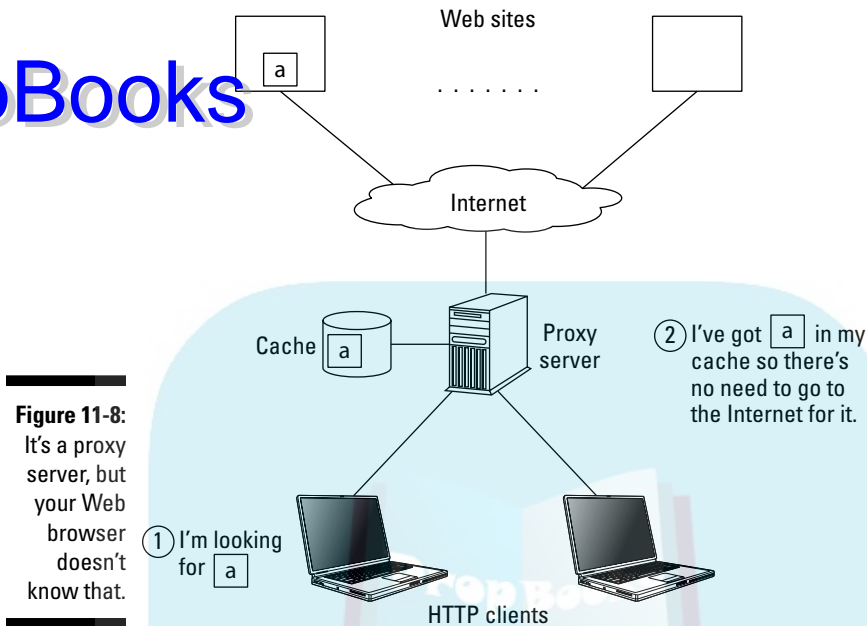 Web sites
oBooks
a
. . . . . . .
Internet
Cache
a
Proxy
server
2 I've got a in my
cache so there's
no need to go to
the Internet for it.
Figure 11-8:
It's a proxy
server, but
your Web
browser
doesn't
know that.
1 I'm looking
for a
HTTP clients